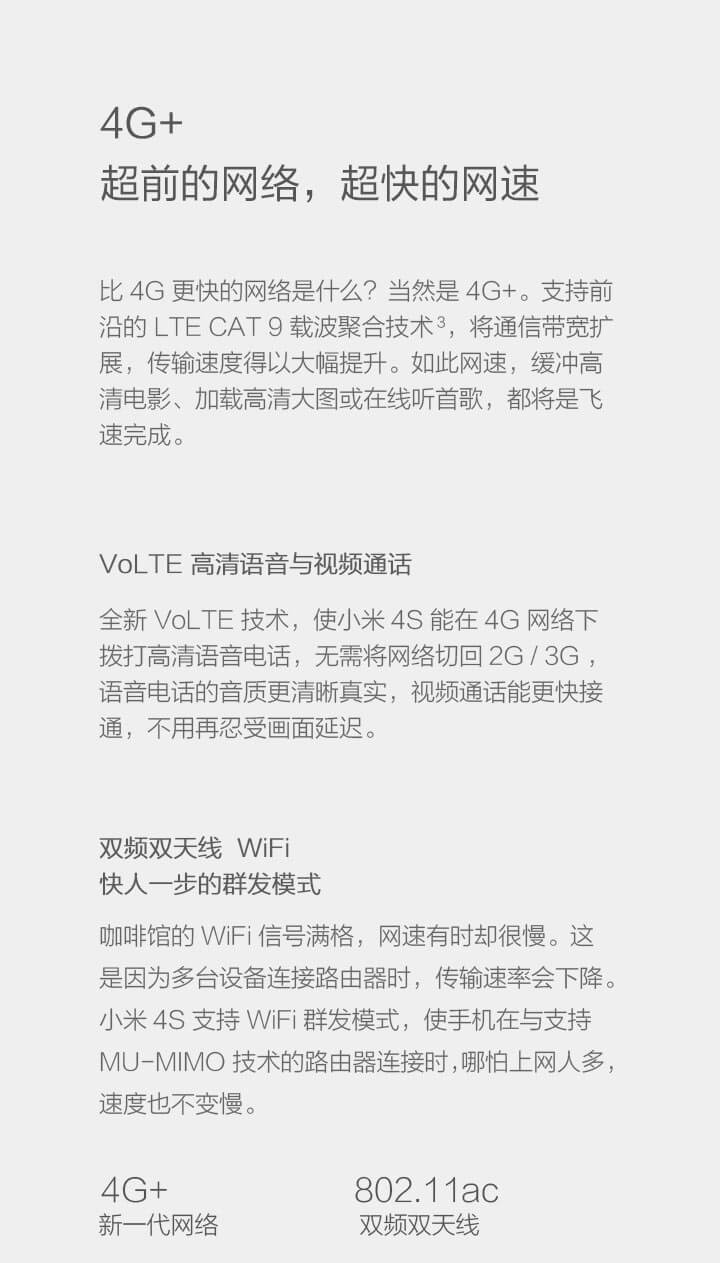 4G+
超前的网络，超快的网速
比 4G 更快的网络是什么？当然是 4G+。支持前
沿的 LTE CAT 9 载波聚合技术³，将通信带宽扩
展，传输速度得以大幅提升。如此网速，缓冲高
清电影、加载高清大图或在线听首歌，都将是飞
速完成。
VoLTE 高清语音与视频通话
全新 VoLTE 技术，使小米 4S 能在 4G 网络下
拨打高清语音电话，无需将网络切回 2G / 3G ，
语音电话的音质更清晰真实，视频通话能更快接
通，不用再忍受画面延迟。
双频双天线 WiFi
快人一步的群发模式
咖啡馆的 WiFi 信号满格，网速有时却很慢。这
是因为多台设备连接路由器时，传输速率会下降。
小米 4S 支持 WiFi 群发模式，使手机在与支持
MU-MIMO 技术的路由器连接时，哪怕上网人多，
速度也不变慢。
4G+ 802.11ac
新一代网络 双频双天线